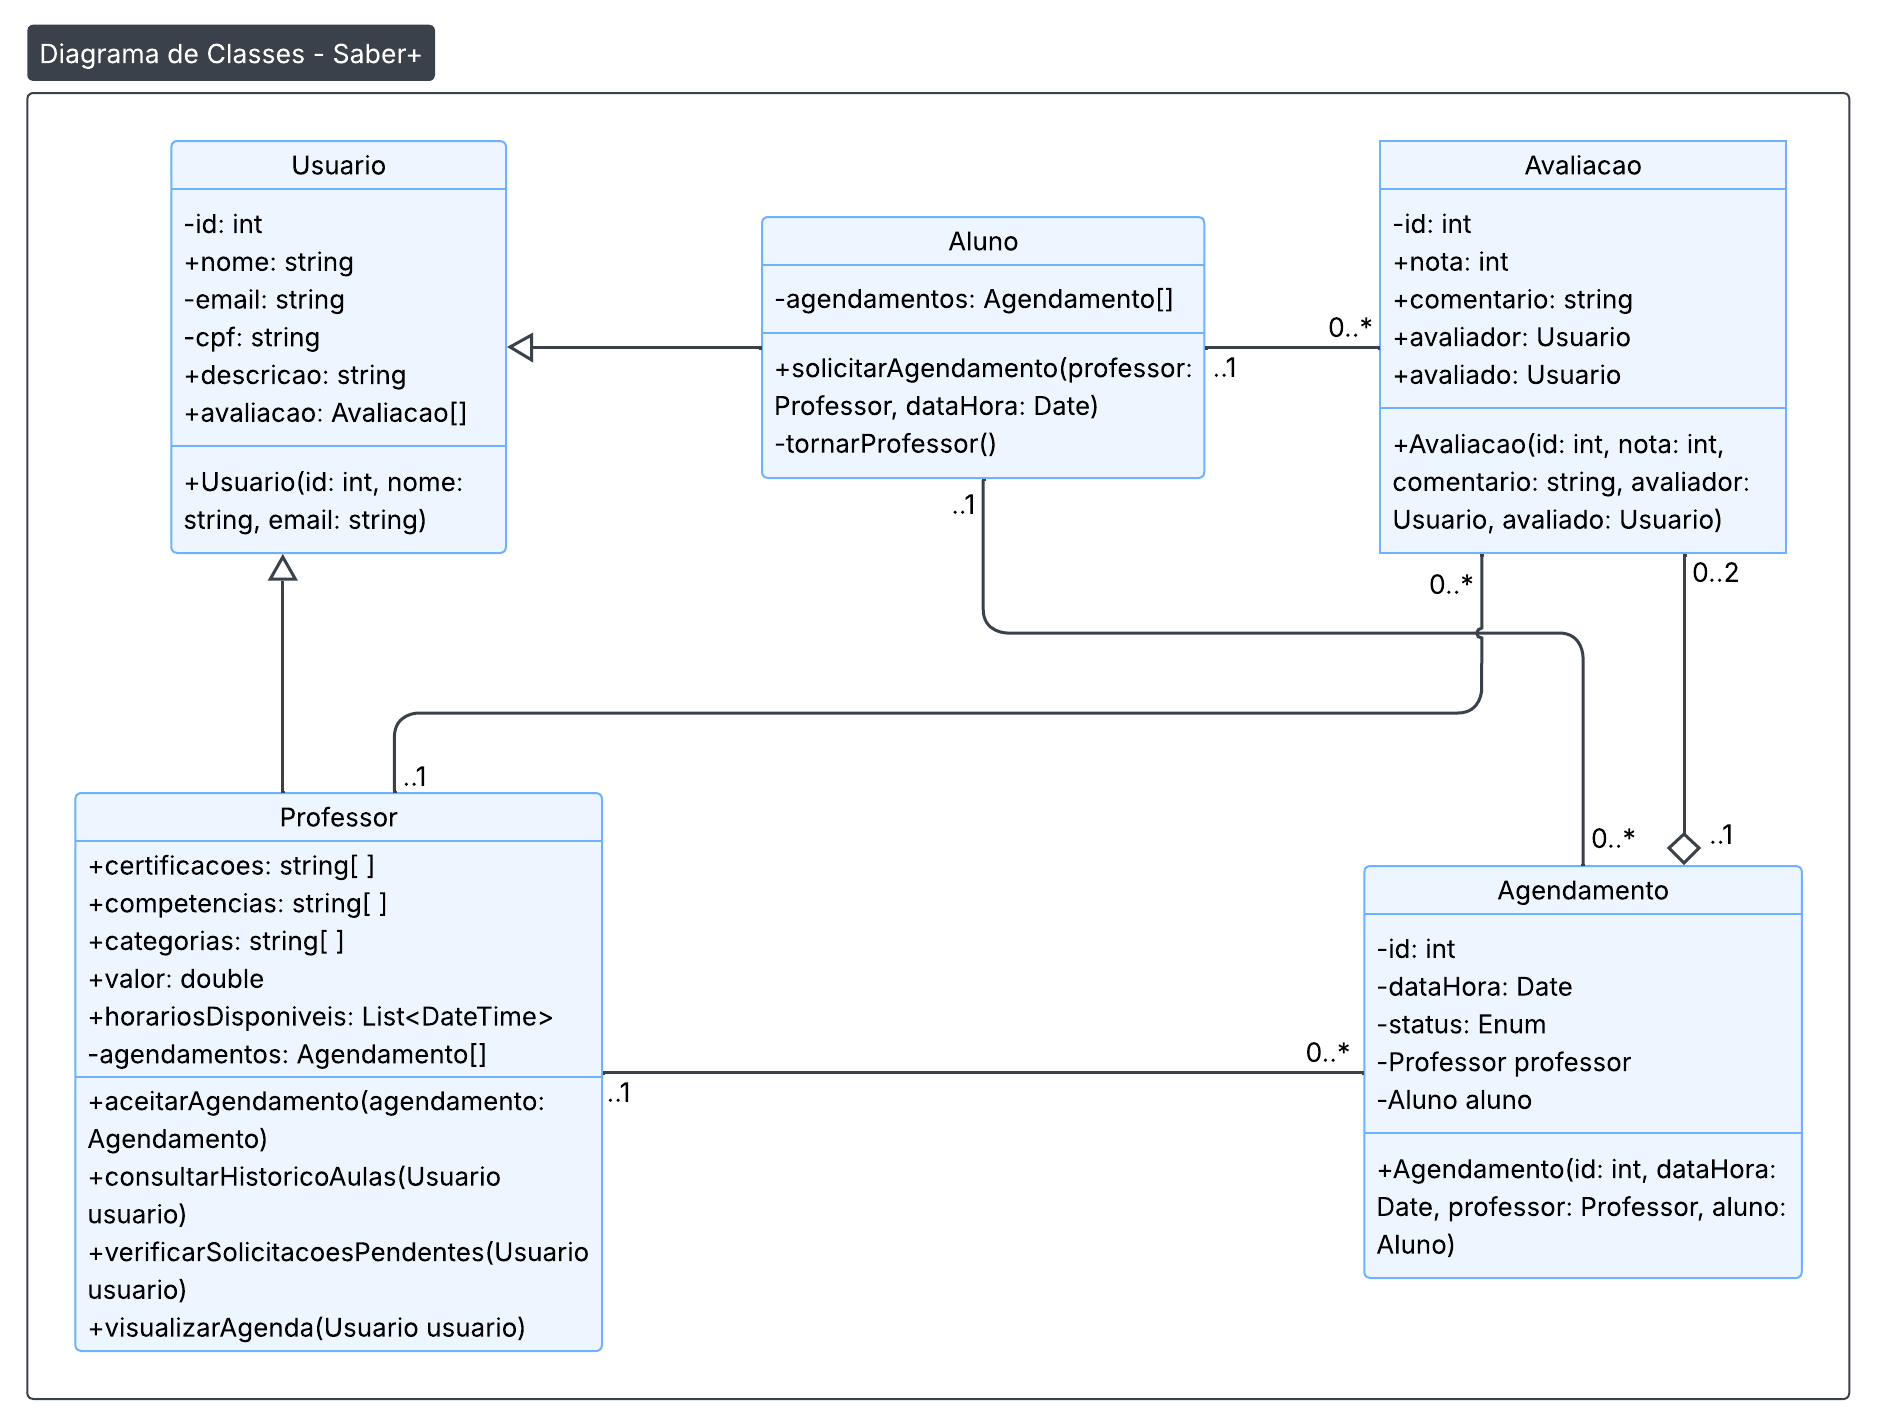 Diagrama de Classes - Saber+
Usuario
-id: int
+nome: string
-email: string
-cpf: string
+descricao: string
+avaliacao: Avaliacao[]
+Usuario(id: int, nome:
string, email: string)
Aluno
-agendamentos: Agendamento[]
+solicitarAgendamento(professor:
Professor, dataHora: Date)
-tornarProfessor()
0..*
..1
..1
Avaliacao
-id: int
+nota: int
+comentario: string
+avaliador: Usuario
+avaliado: Usuario
+Avaliacao(id: int, nota: int,
comentario: string, avaliador:
Usuario, avaliado: Usuario)
0..*
0..2
..1
Professor
+certificacoes: string[ ]
+competencias: string[ ]
+categorias: string[ ]
+valor: double
+horariosDisponiveis: List<DateTime>
-agendamentos: Agendamento[]
+aceitarAgendamento(agendamento:
Agendamento)
+consultarHistoricoAulas(Usuario
usuario)
+verificarSolicitacoesPendentes(Usuario
usuario)
+visualizarAgenda(Usuario usuario)
0..*
..1
0..*
..1
Agendamento
-id: int
-dataHora: Date
-status: Enum
-Professor professor
-Aluno aluno
+Agendamento(id: int, dataHora:
Date, professor: Professor, aluno:
Aluno)